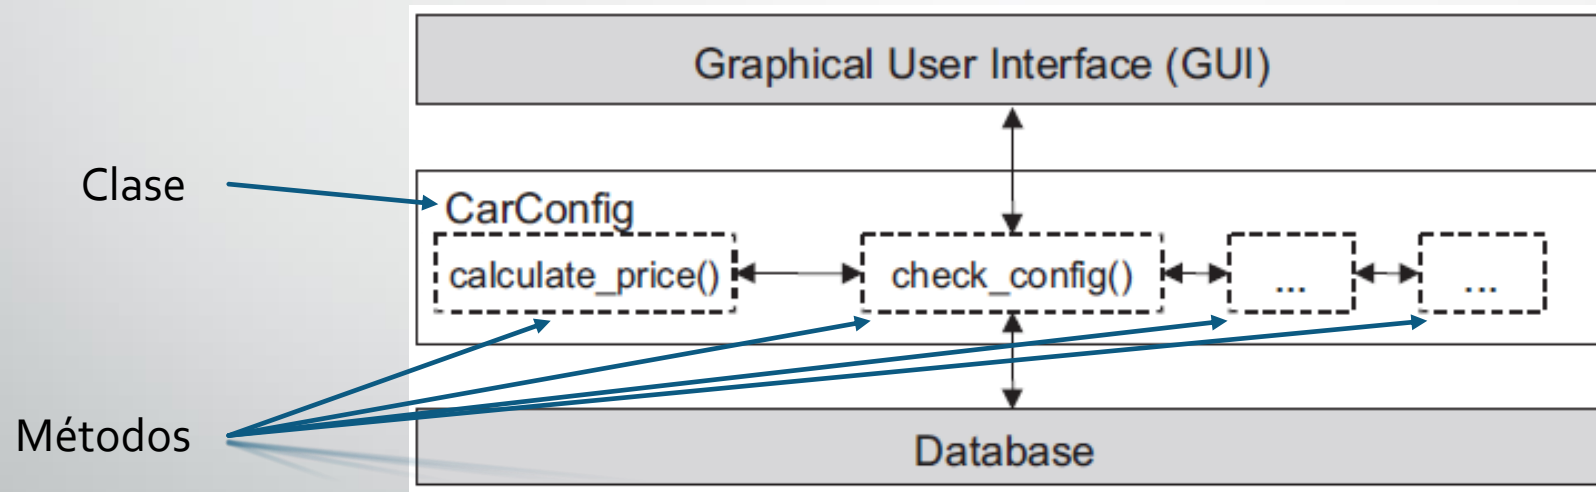 Graphical User Interface (GUI)
Clase
CarConfig
calculate_price()
check_config()
...
...
Métodos
Database